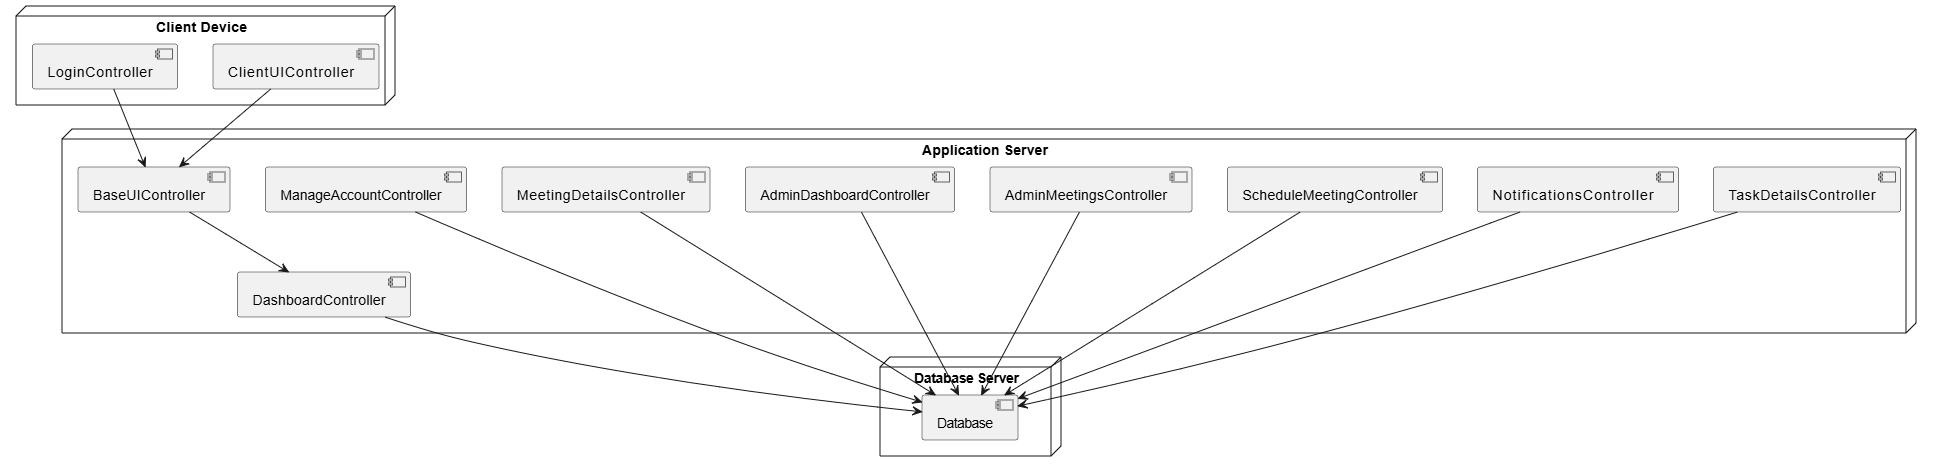 Client Device
LoginController
ClientUIController
Application Server
BaseUIController
ManageAccountController
MeetingDetailsController
AdminDashboardController
AdminMeetingsController
ScheduleMeetingController
NotificationsController
TaskDetailsController
DashboardController
Database Server
Database